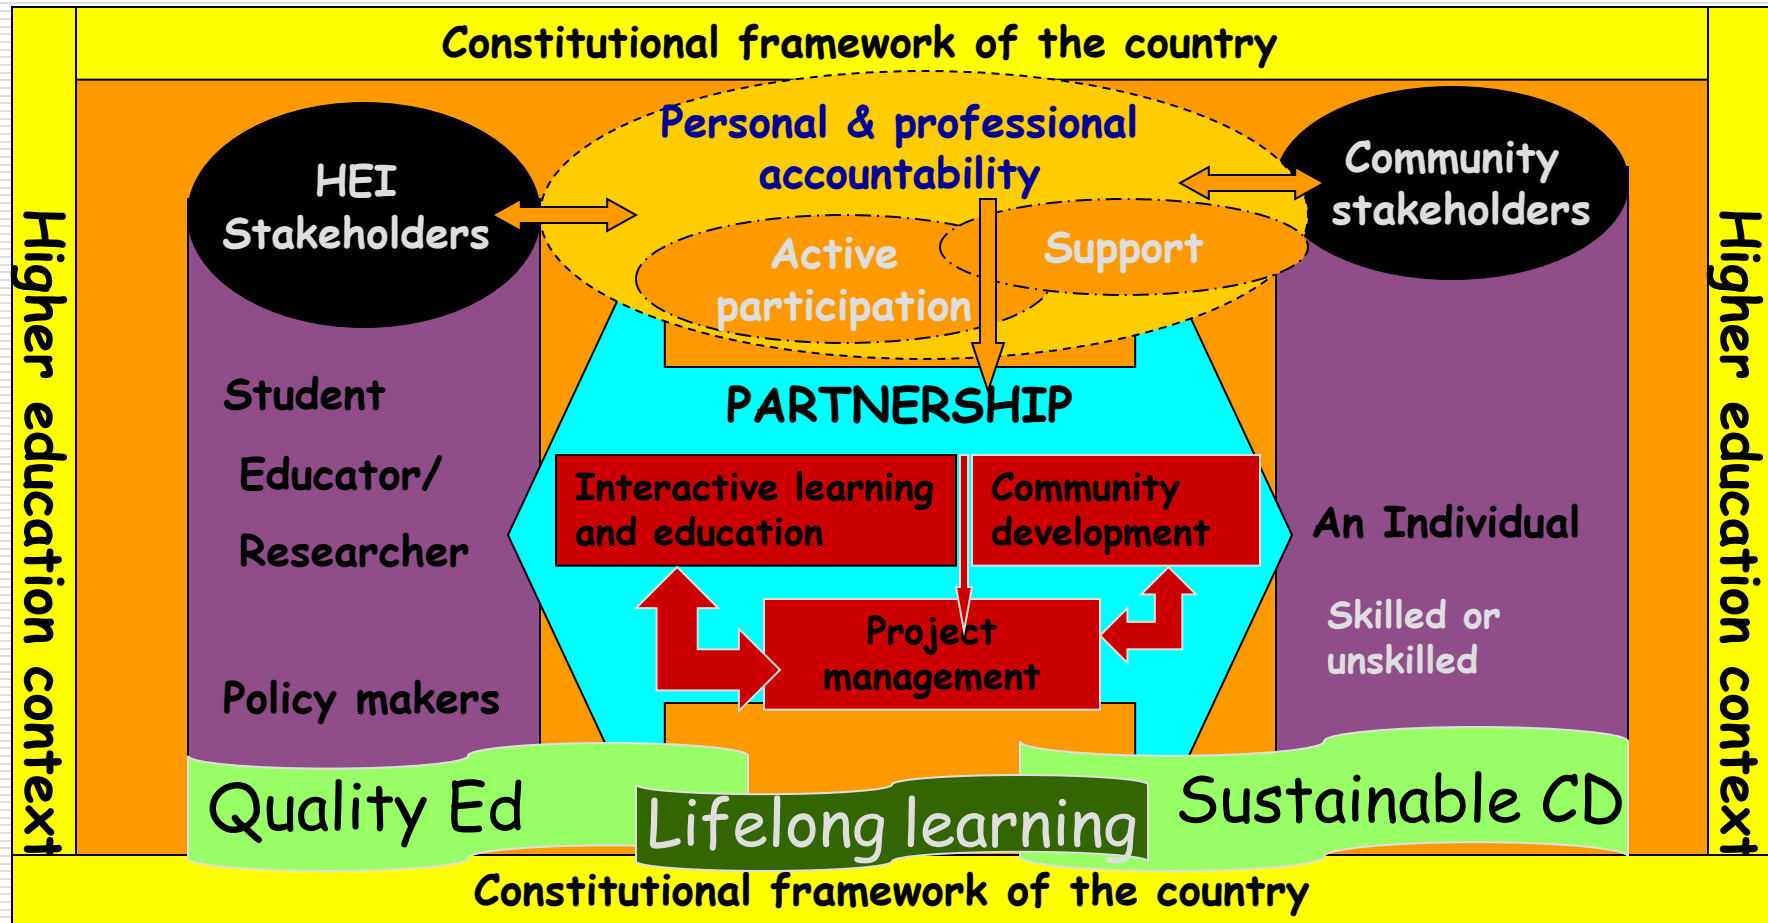 Constitutional framework of the country
Higher education context
HEI
Stakeholders
Personal & professional
accountability
Active
participation
Support
Community
stakeholders
Student
Educator/
Researcher
Policy makers
PARTNERSHIP
Interactive learning
and education
Community
development
Project
management
An Individual
Skilled or
unskilled
Quality Ed
Lifelong learning
Sustainable CD
Higher education context
Constitutional framework of the country